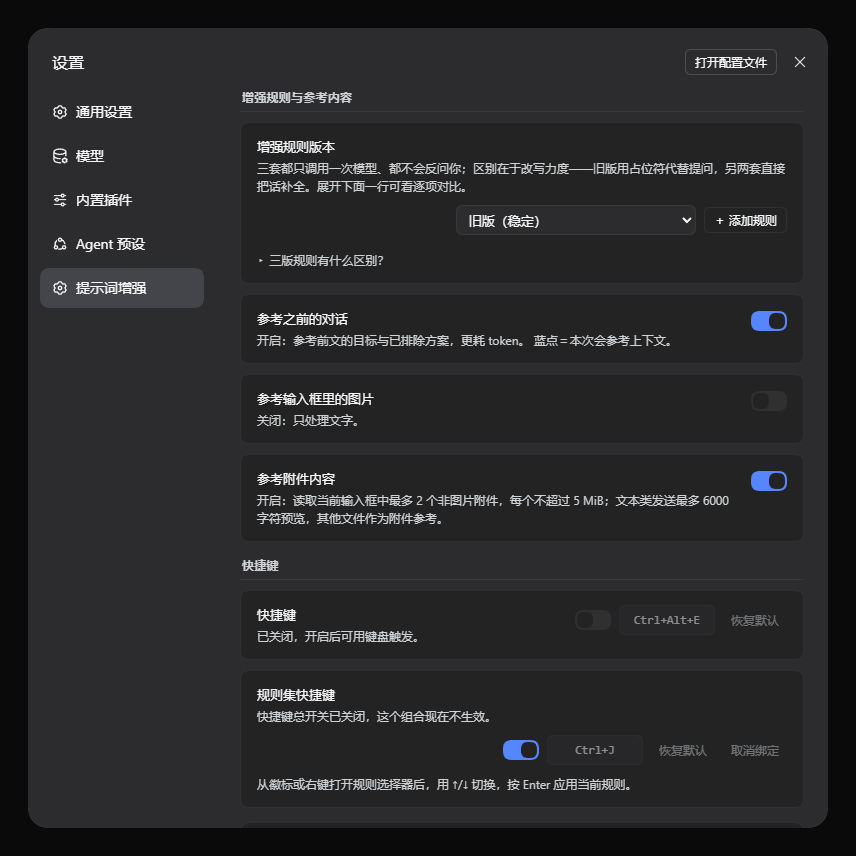 设置
打开配置文件
通用设置
模型
内置插件
Agent 预设
提示词增强
增强规则与参考内容
增强规则版本
三套都只调用一次模型、都不会反问你；区别在于改写力度——旧版用占位符代替提问，另两套直接
把话补全。展开下面一行可看逐项对比。
旧版（稳定）
+ 添加规则
三版规则有什么区别？
参考之前的对话
开启：参考前文的目标与已排除方案，更耗 token。 蓝点＝本次会参考上下文。
参考输入框里的图片
关闭：只处理文字。
参考附件内容
开启：读取当前输入框中最多 2 个非图片附件，每个不超过 5 MiB；文本类发送最多 6000
字符预览，其他文件作为附件参考。
快捷键
快捷键
已关闭，开启后可用键盘触发。
Ctrl+Alt+E
恢复默认
规则集快捷键
快捷键总开关已关闭，这个组合现在不生效。
Ctrl+J
恢复默认
取消绑定
从徽标或右键打开规则选择器后，用 ↑/↓ 切换，按 Enter 应用当前规则。